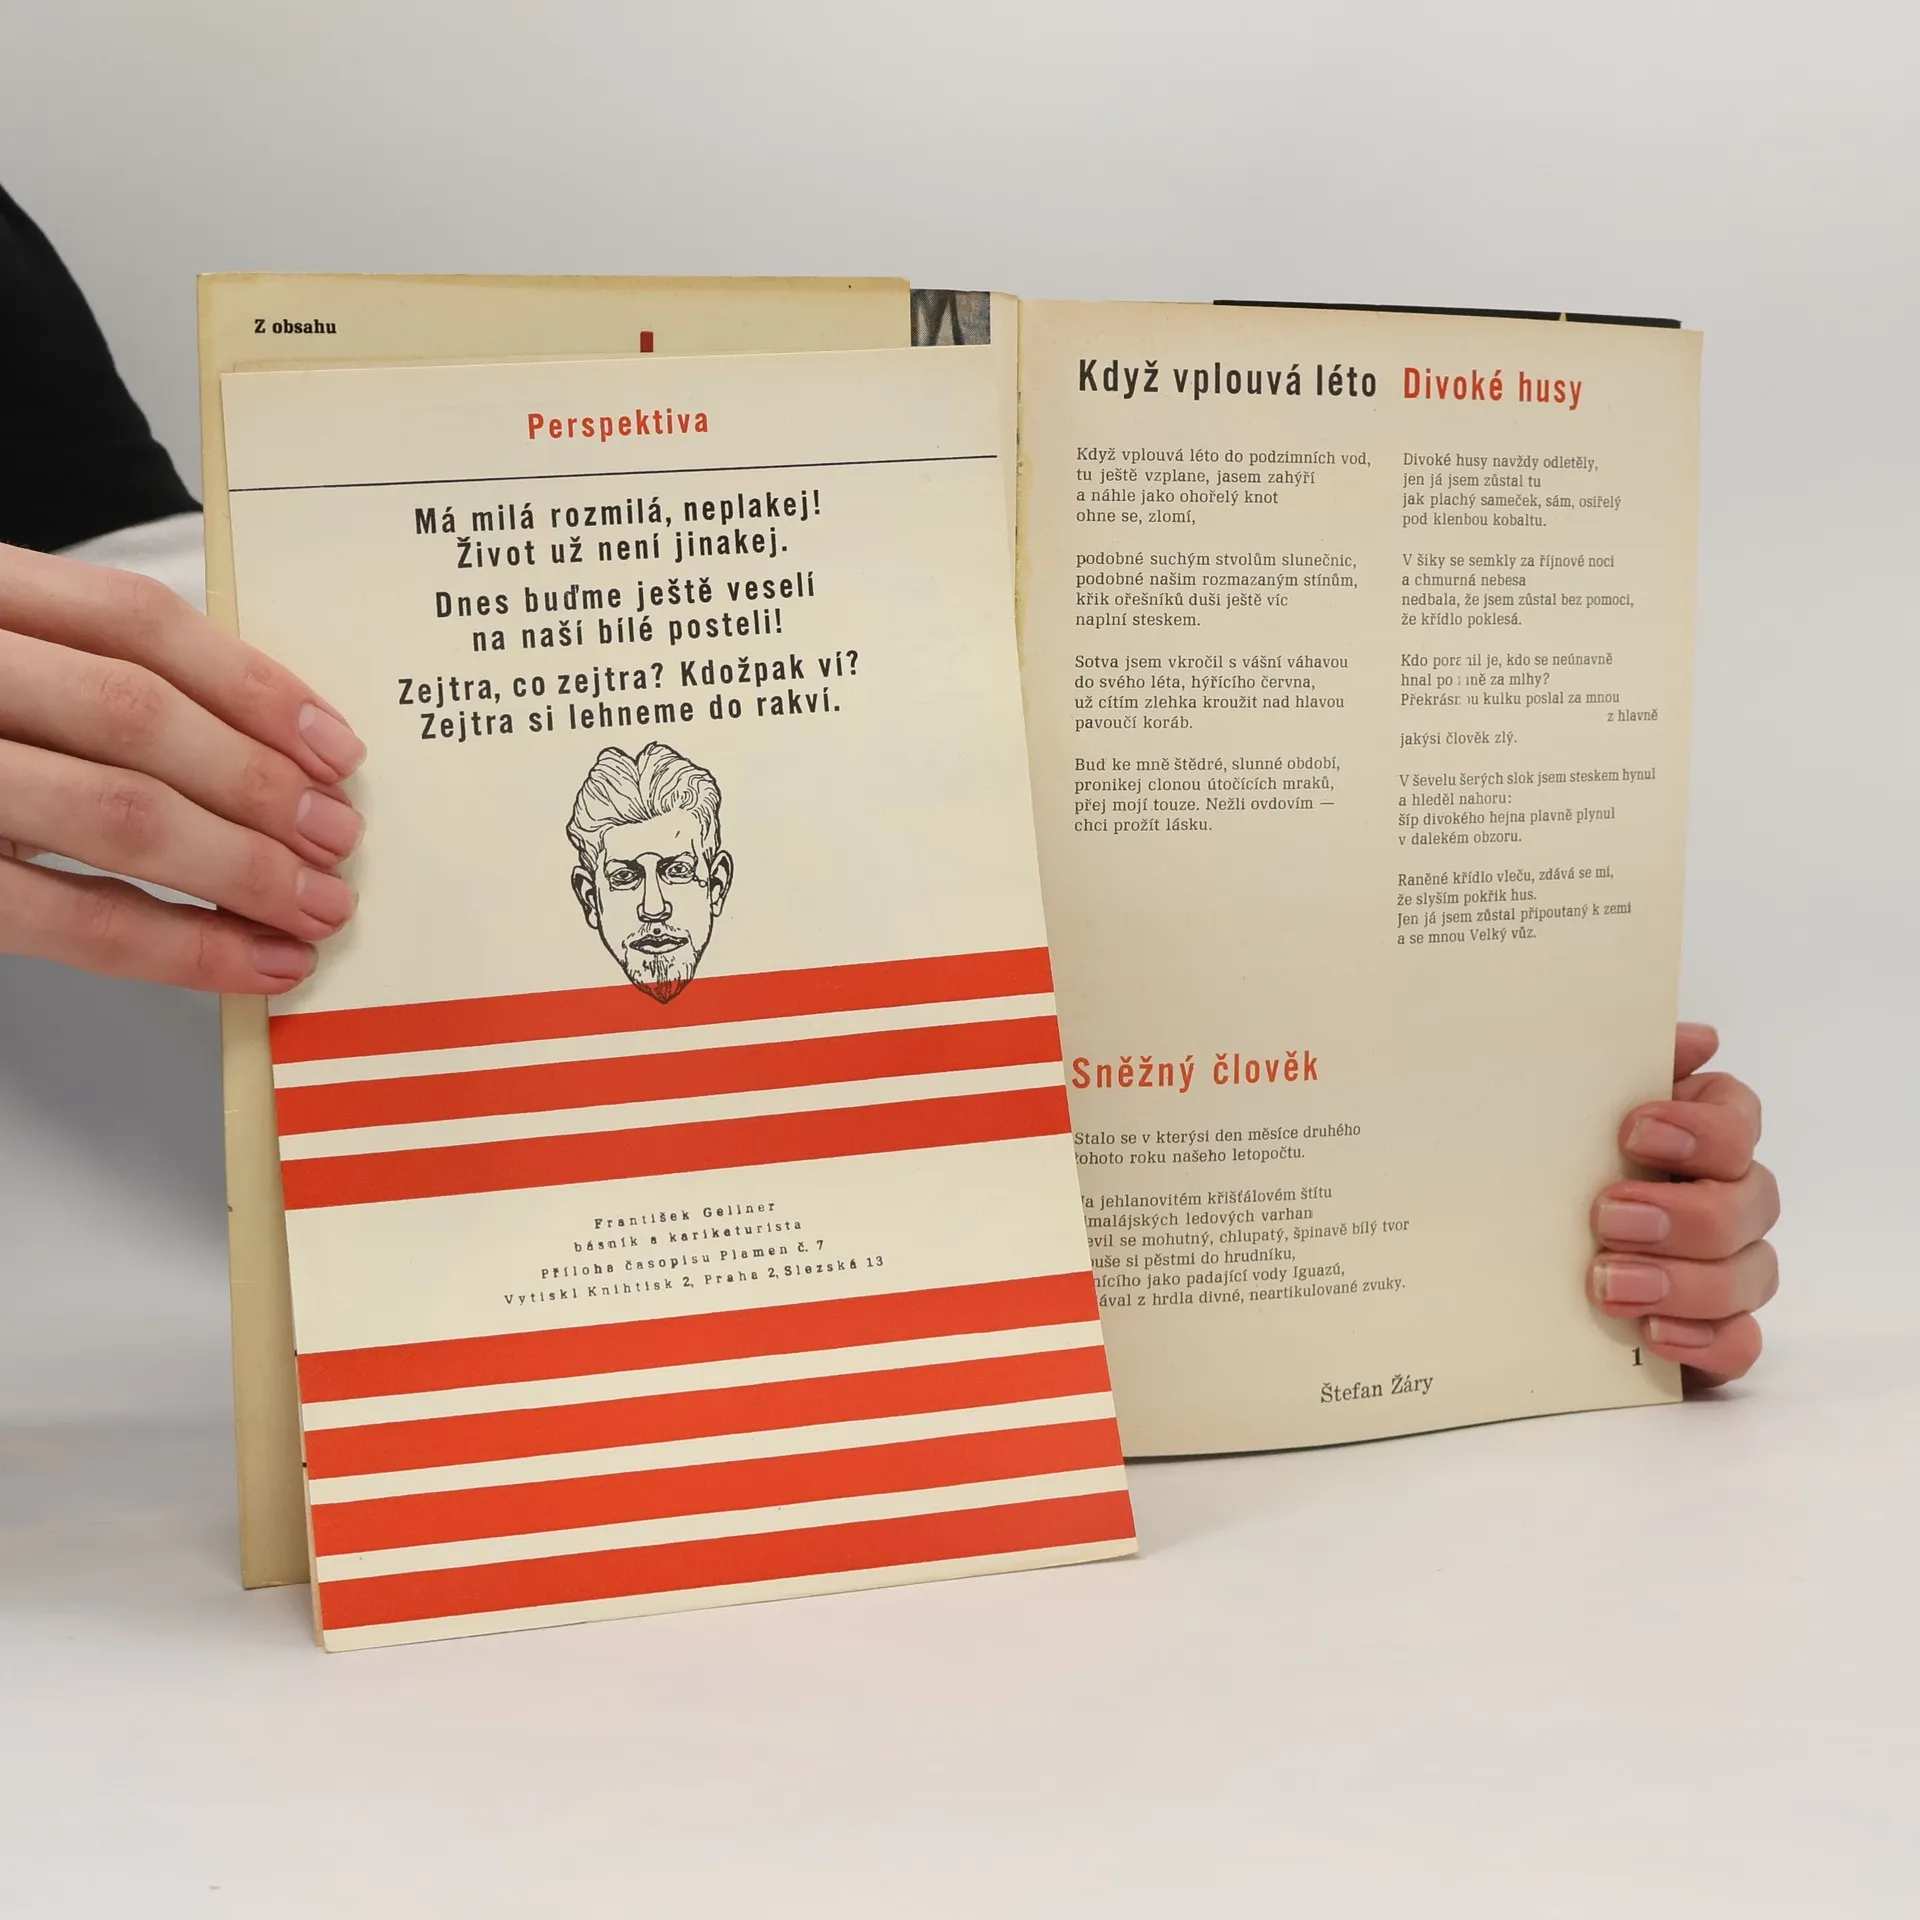 Z obsahu
Perspektiva
Má milá rozmilá, neplakej!
Život už není jinakej.
Dnes buďme ještě veselí
na naší bílé posteli!
Zejtra, co zejtra? Kdožpak ví?
Zejtra si lehneme do rakví.
František Gellner
básník a karikaturista
Příloha časopisu Plamen č. 7
Vytiskl Knihtisk 2, Praha 2, Slezská 13
Když vplouvá léto
Když vplouvá léto do podzimních vod,
tu ještě vzplane, jasem zahýří
a náhle jako ohořelý knot
ohne se, zlomí,
podobné suchým stvolům slunečnic,
podobné našim rozmazaným stínům,
křik ořešníků duši ještě víc
naplní steskem.
Sotva jsem vkročil s vášní váhavou
do svého léta, hýřícího června,
už cítím zlehka kroužit nad hlavou
pavoučí koráb.
Buď ke mně štědré, slunné období,
pronikej clonou útočících mraků,
přej mojí touze. Nežli ovdovím —
chci prožít lásku.
Divoké husy
Divoké husy navždy odletěly,
jen já jsem zůstal tu
jak plachý sameček, sám, osiřelý
pod klenbou kobaltu.
V šiky se semkly za říjnové noci
a chmurná nebesa
nedbala, že jsem zůstal bez pomoci,
že křídlo poklesá.
Kdo poranil je, kdo se neúnavně
hnal po mně za mlhy?
Překrásnou kulku poslal za mnou
z hlavně
jakýsi člověk zlý.
V ševelu šerých slok jsem steskem hynul
a hleděl nahoru:
šíp divokého hejna plavně plynul
v dalekém obzoru.
Raněné křídlo vleču, zdává se mi,
že slyším pokřik hus.
Jen já jsem zůstal připoutaný k zemi
a se mnou Velký vůz.
Sněžný člověk
Stalo se v kterýsi den měsíce druhého
tohoto roku našeho letopočtu.
jehlanovitém křišťálovém štítu
ledových varhan
se mohutný, chlupatý, špinavě bílý tvor
si pěstmi do hrudníku,
jako padající vody Iguazú,
z hrdla divné, neartikulované zvuky.
Štefan Žáry
1